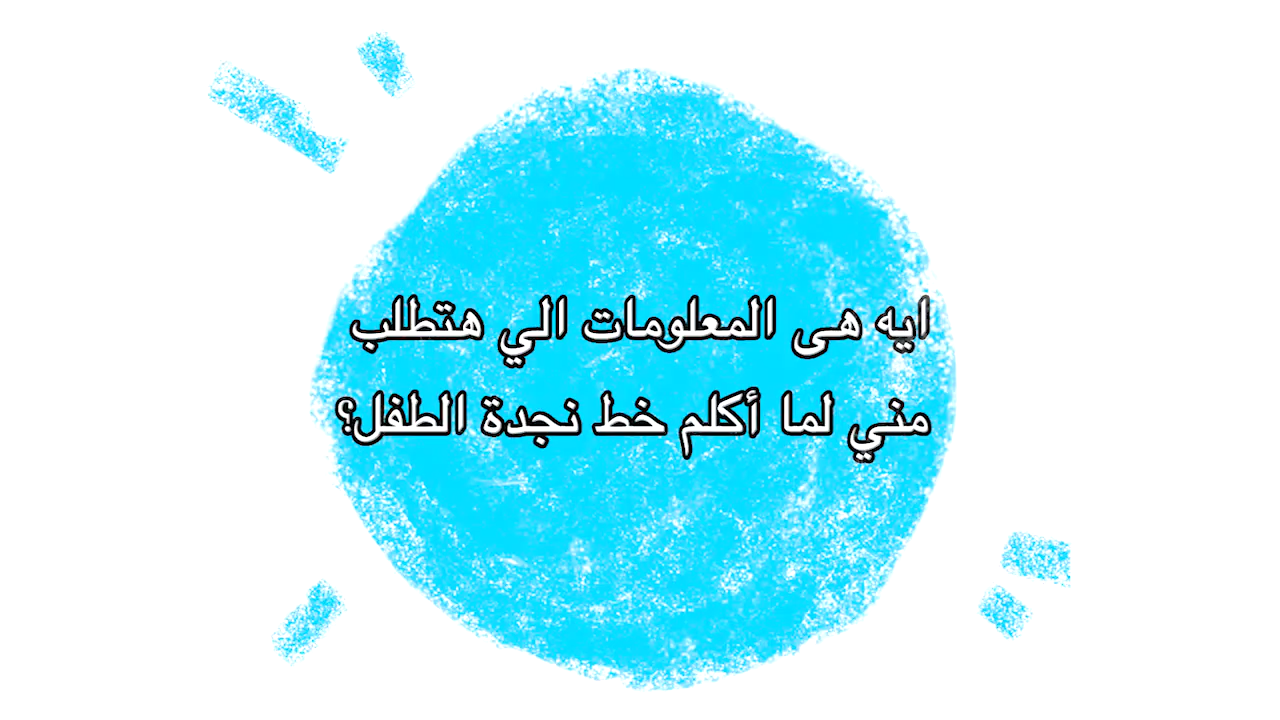 ايه هى المعلومات الي هتطلب
مني لما أكلم خط نجدة الطفل؟